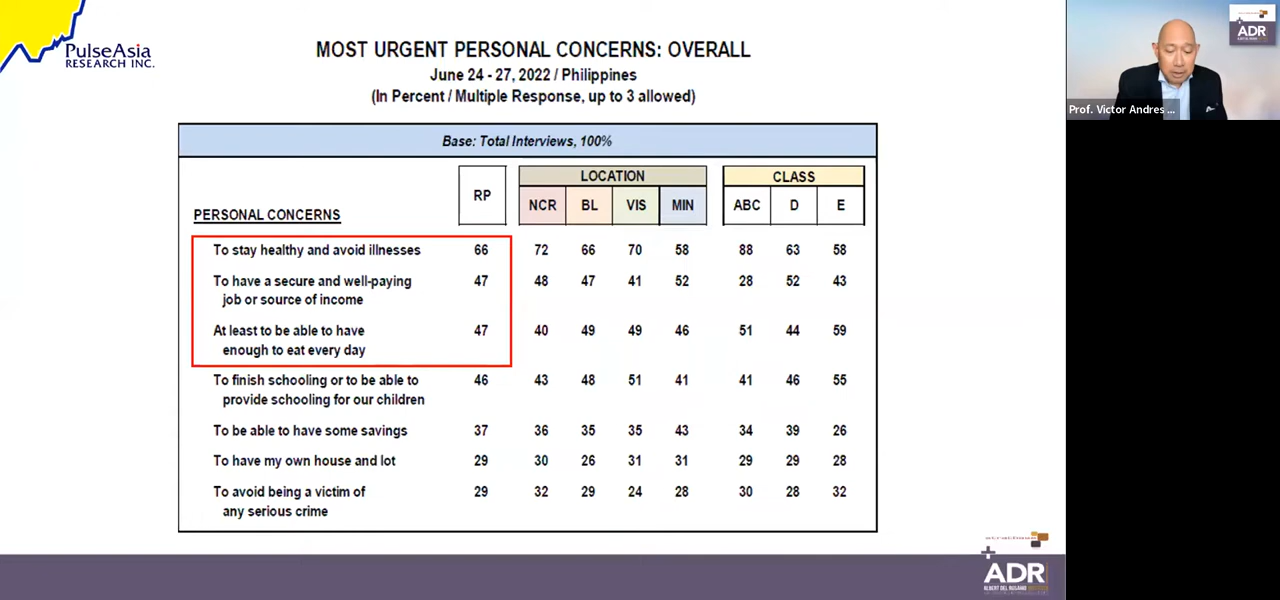 PulseAsia
RESEARCH INC.
MOST URGENT PERSONAL CONCERNS: OVERALL
June 24 - 27, 2022 / Philippines
(In Percent / Multiple Response, up to 3 allowed)
Base: Total Interviews, 100%
PERSONAL CONCERNS
RP
LOCATION
CLASS
NCR BL VIS MIN ABC D E
To stay healthy and avoid illnesses 66 72 66 70 58 88 63 58
To have a secure and well-paying 47 48 47 41 52 28 52 43
job or source of income
At least to be able to have 47 40 49 49 46 51 44 59
enough to eat every day
To finish schooling or to be able to 46 43 48 51 41 41 46 55
provide schooling for our children
To be able to have some savings 37 36 35 35 43 34 39 26
To have my own house and lot 29 30 26 31 31 29 29 28
To avoid being a victim of 29 32 29 24 28 30 28 32
any serious crime
ADR
ALBERT DEL ROSARIO INSTITUTE
ADR
Prof. Victor Andres ...